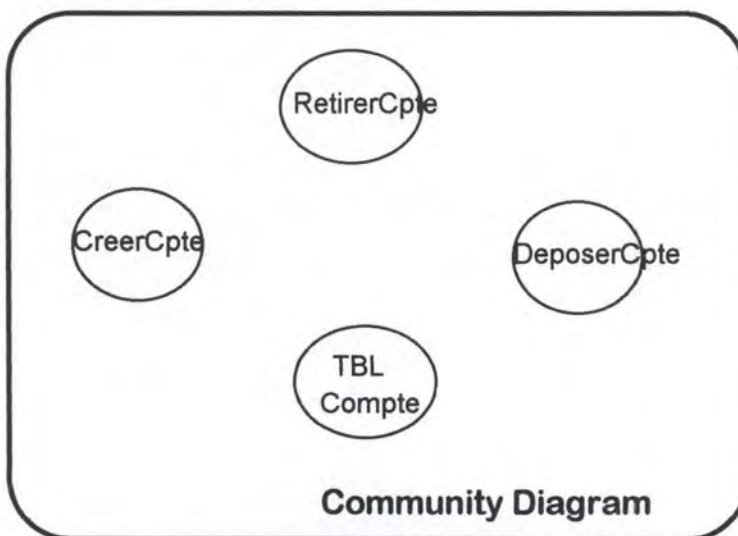 RetirerCpte
CreerCpte
DeposerCpte
TBL
Compte
Community Diagram